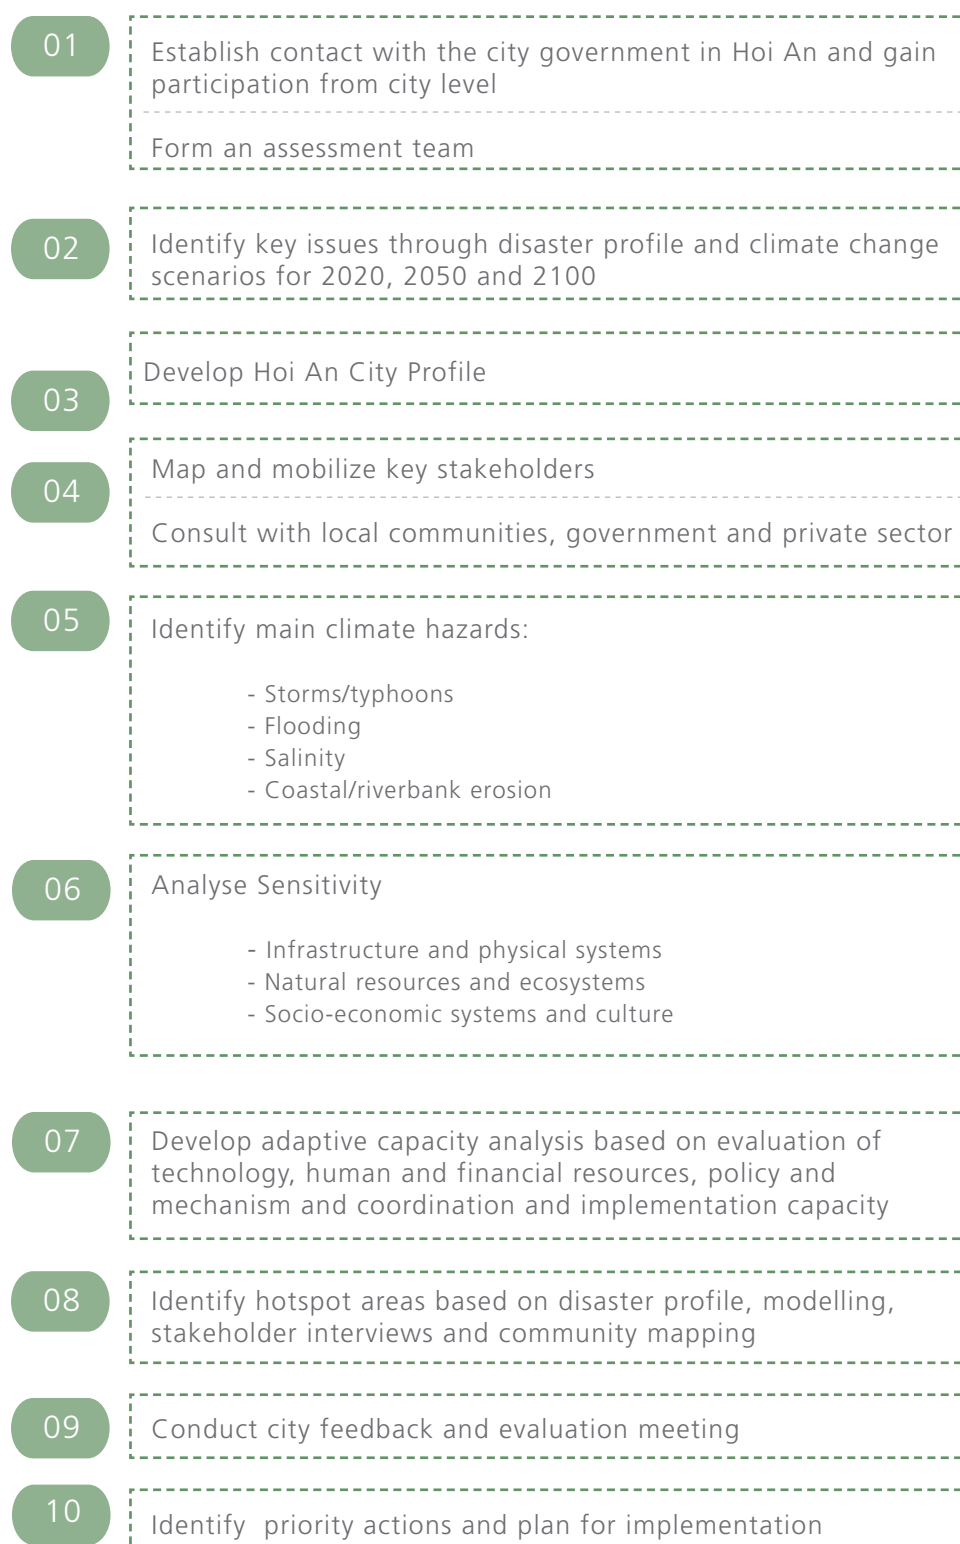 01
Establish contact with the city government in Hoi An and gain
participation from city level
Form an assessment team
02
Identify key issues through disaster profile and climate change
scenarios for 2020, 2050 and 2100
03
Develop Hoi An City Profile
04
Map and mobilize key stakeholders
Consult with local communities, government and private sector
05
Identify main climate hazards:
- Storms/typhoons
- Flooding
- Salinity
- Coastal/riverbank erosion
06
Analyse Sensitivity
- Infrastructure and physical systems
- Natural resources and ecosystems
- Socio-economic systems and culture
07
Develop adaptive capacity analysis based on evaluation of
technology, human and financial resources, policy and
mechanism and coordination and implementation capacity
08
Identify hotspot areas based on disaster profile, modelling,
stakeholder interviews and community mapping
09
Conduct city feedback and evaluation meeting
10
Identify  priority actions and plan for implementation